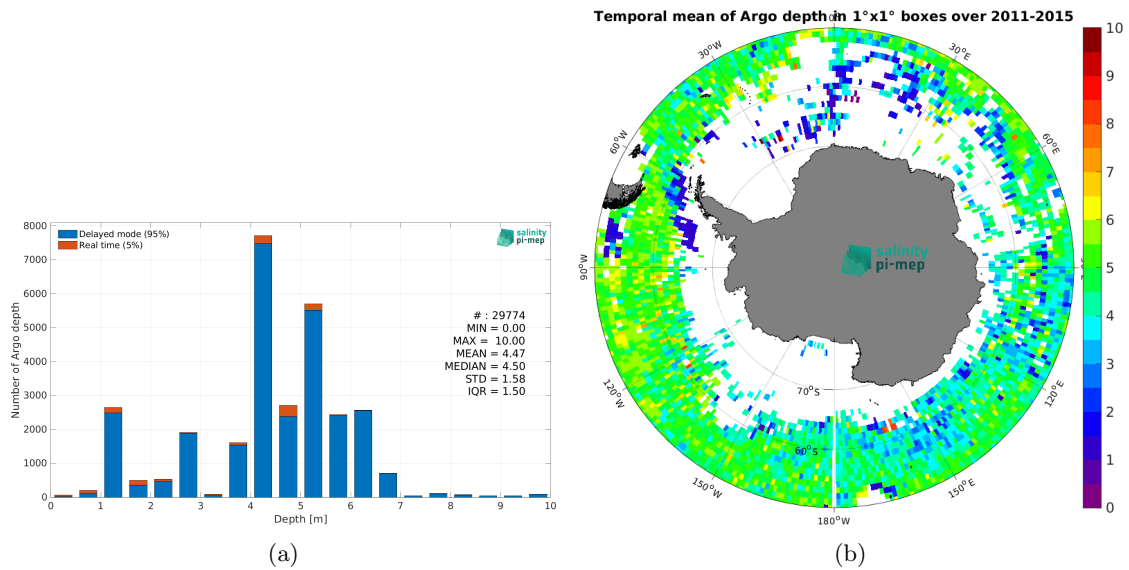 8000
7000
6000
5000
4000
3000
2000
1000
0
Number of Argo depth
Delayed mode (95%)
Real time (5%)
salinity
pi-mep
# : 29774
MIN = 0.00
MAX = 10.00
MEAN = 4.47
MEDIAN = 4.50
STD = 1.58
IQR = 1.50
0 1 2 3 4 5 6 7 8 9 10
Depth [m]
(a)
Temporal mean of Argo depth in 1°x1° boxes over 2011-2015
30°W
30°E
60°W
60°E
90°W
salinity
pi-mep
120°W
120°E
70°S
60°S
150°W
150°E
180°W
10
9
8
7
6
5
4
3
2
1
0
(b)